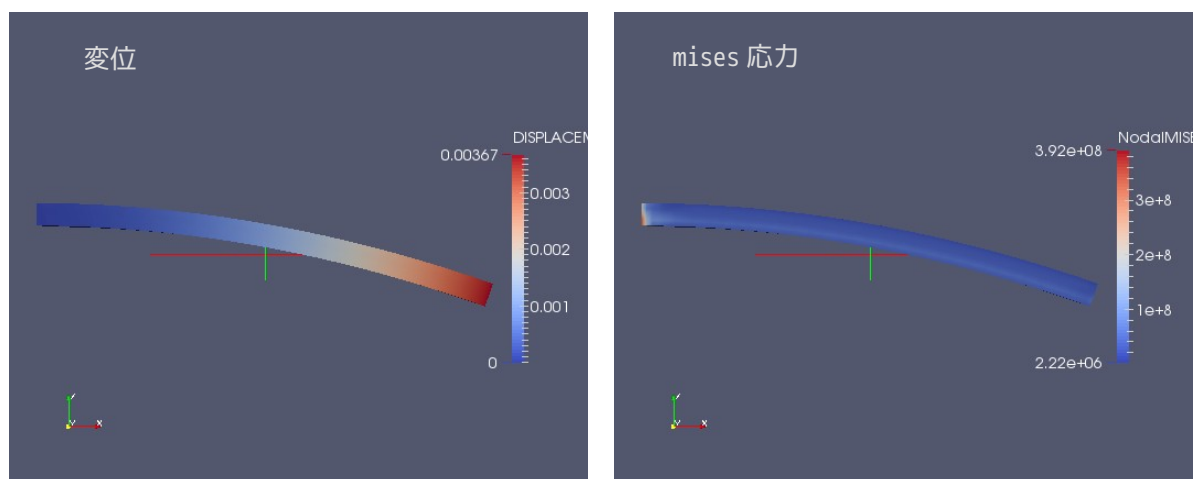 変位
DISPLACEM
0.00367
0.003
0.002
0.001
0
X
mises 応力
NodalMISE
3.92e+08
3e+8
2e+8
1e+8
2.22e+06
X